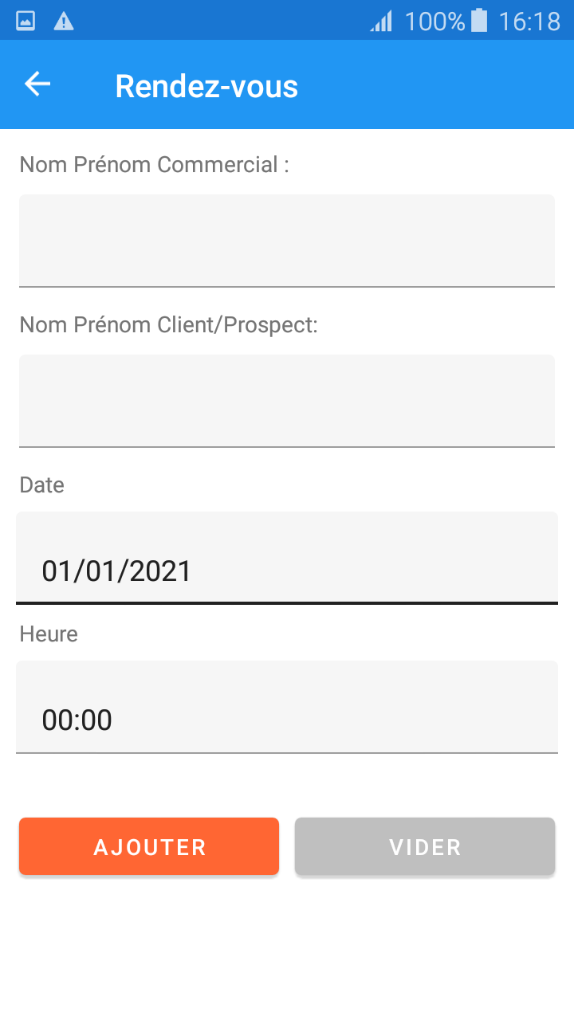 100% 16:18
Rendez-vous
Nom Prénom Commercial :
Nom Prénom Client/Prospect:
Date
01/01/2021
Heure
00:00
AJOUTER VIDER